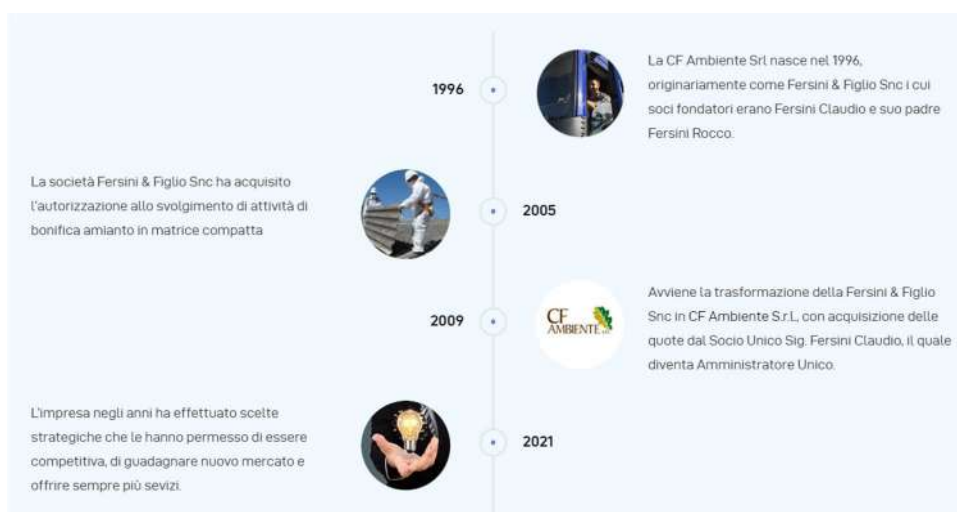 1996
La CF Ambiente Srl nasce nel 1996,
originariamente come Fersini & Figlio Snc i cui
soci fondatori erano Fersini Claudio e suo padre
Fersini Rocco.
La società Fersini & Figlio Snc ha acquisito
l'autorizzazione allo svolgimento di attività di
bonifica amianto in matrice compatta
2005
2009
CF
AMBIENTE
Avviene la trasformazione della Fersini & Figlio
Snc in CF Ambiente S.r.l., con acquisizione delle
quote dal Socio Unico Sig. Fersini Claudio, il quale
diventa Amministratore Unico.
L'impresa negli anni ha effettuato scelte
strategiche che le hanno permesso di essere
competitiva, di guadagnare nuovo mercato e
offrire sempre più sevizi.
2021